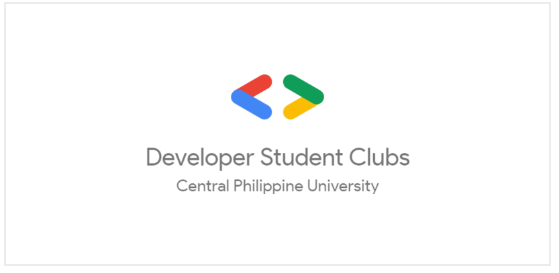 Developer Student Clubs
Central Philippine University